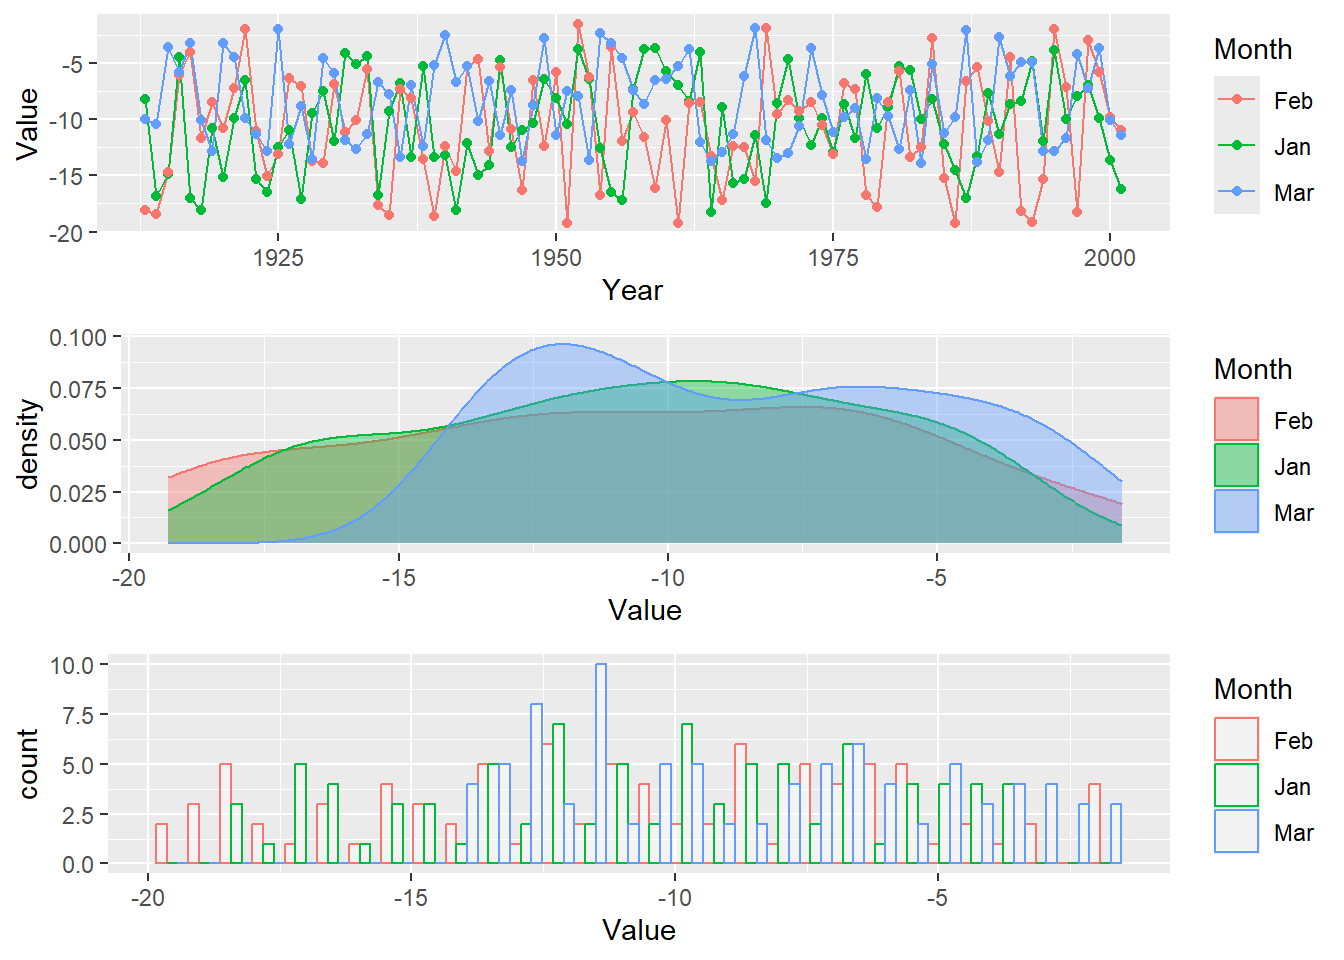 Value
-5
-10
-15
-20
1925 1950 1975 2000
Year
Month
Feb
Jan
Mar
density
0.100
0.075
0.050
0.025
0.000
-20 -15 -10 -5
Value
Month
Feb
Jan
Mar
count
10.0
7.5
5.0
2.5
0.0
-20 -15 -10 -5
Value
Month
Feb
Jan
Mar